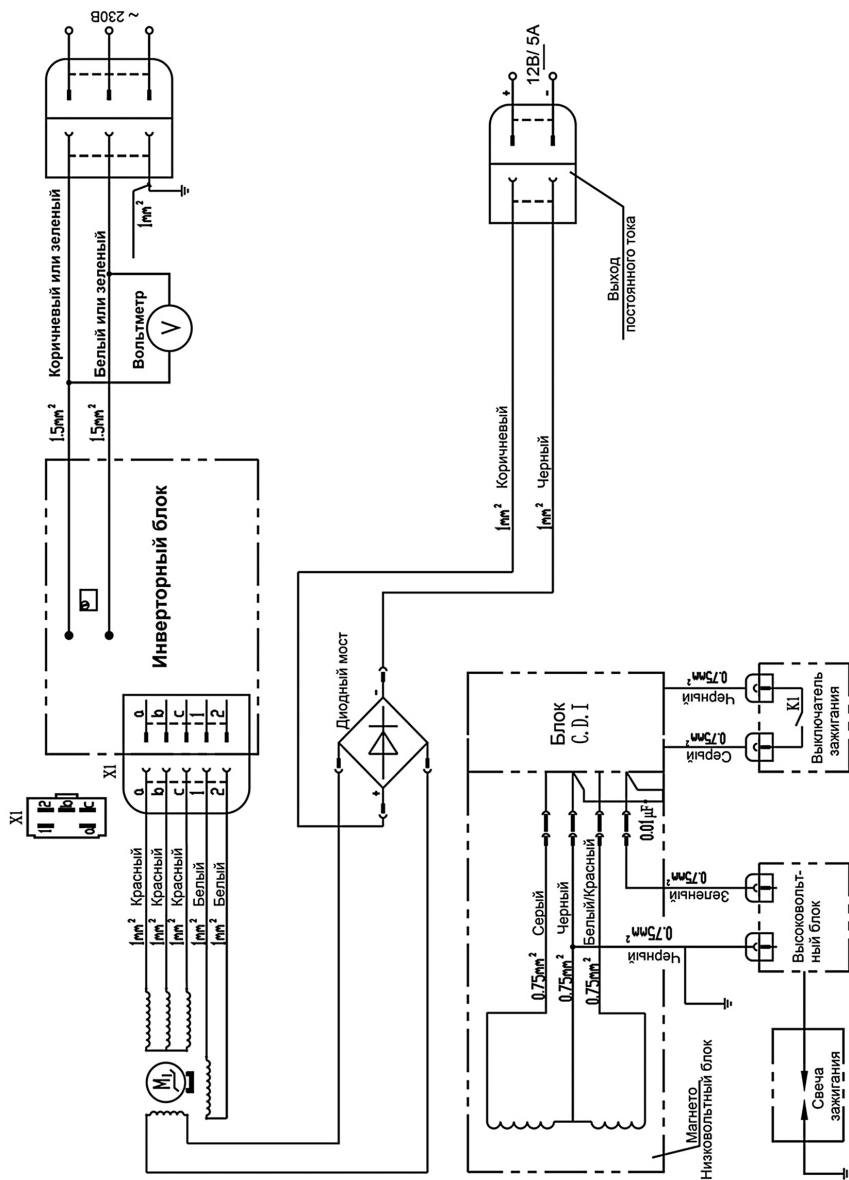 ~ 230В
12В/ 5А
+
-
Коричневый или зеленый
Белый или зеленый
1mm²
Вольтметр
V
1.5mm²
1.5mm²
Выход
постоянного тока
Инверторный блок
Коричневый
1mm²
Черный
1mm²
a
b
c
1
2
X1
a
b
c
1
2
X1
1
2
b
a
c
Диодный мост
-
+
Красный
1mm²
Красный
1mm²
Красный
1mm²
Белый
1mm²
Белый
1mm²
M
Блок
C.D.I
Черный
0.75mm²
Серый
0.75mm²
K1
Выключатель
зажигания
0.01μF
Серый
0.75mm²
Черный
0.75mm²
Белый/Красный
0.75mm²
Зеленый
0.75mm²
Черный
0.75mm²
Высоковольт-
ный блок
Магнето
Низковольтный блок
Свеча
зажигания